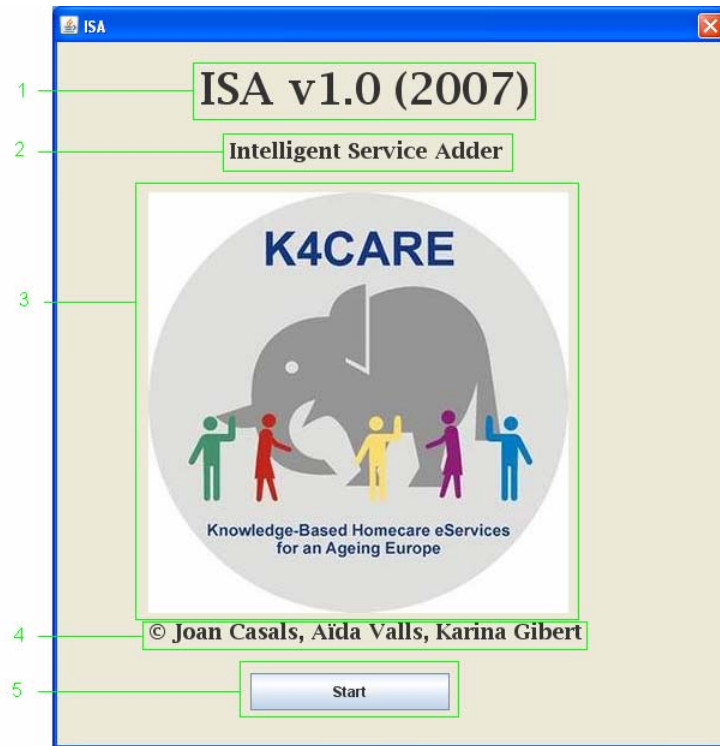 ISA
1
ISA v1.0 (2007)
2
Intelligent Service Adder
3
K4CARE
Knowledge-Based Homecare eServices
for an Ageing Europe
4
© Joan Casals, Aïda Valls, Karina Gibert
5
Start